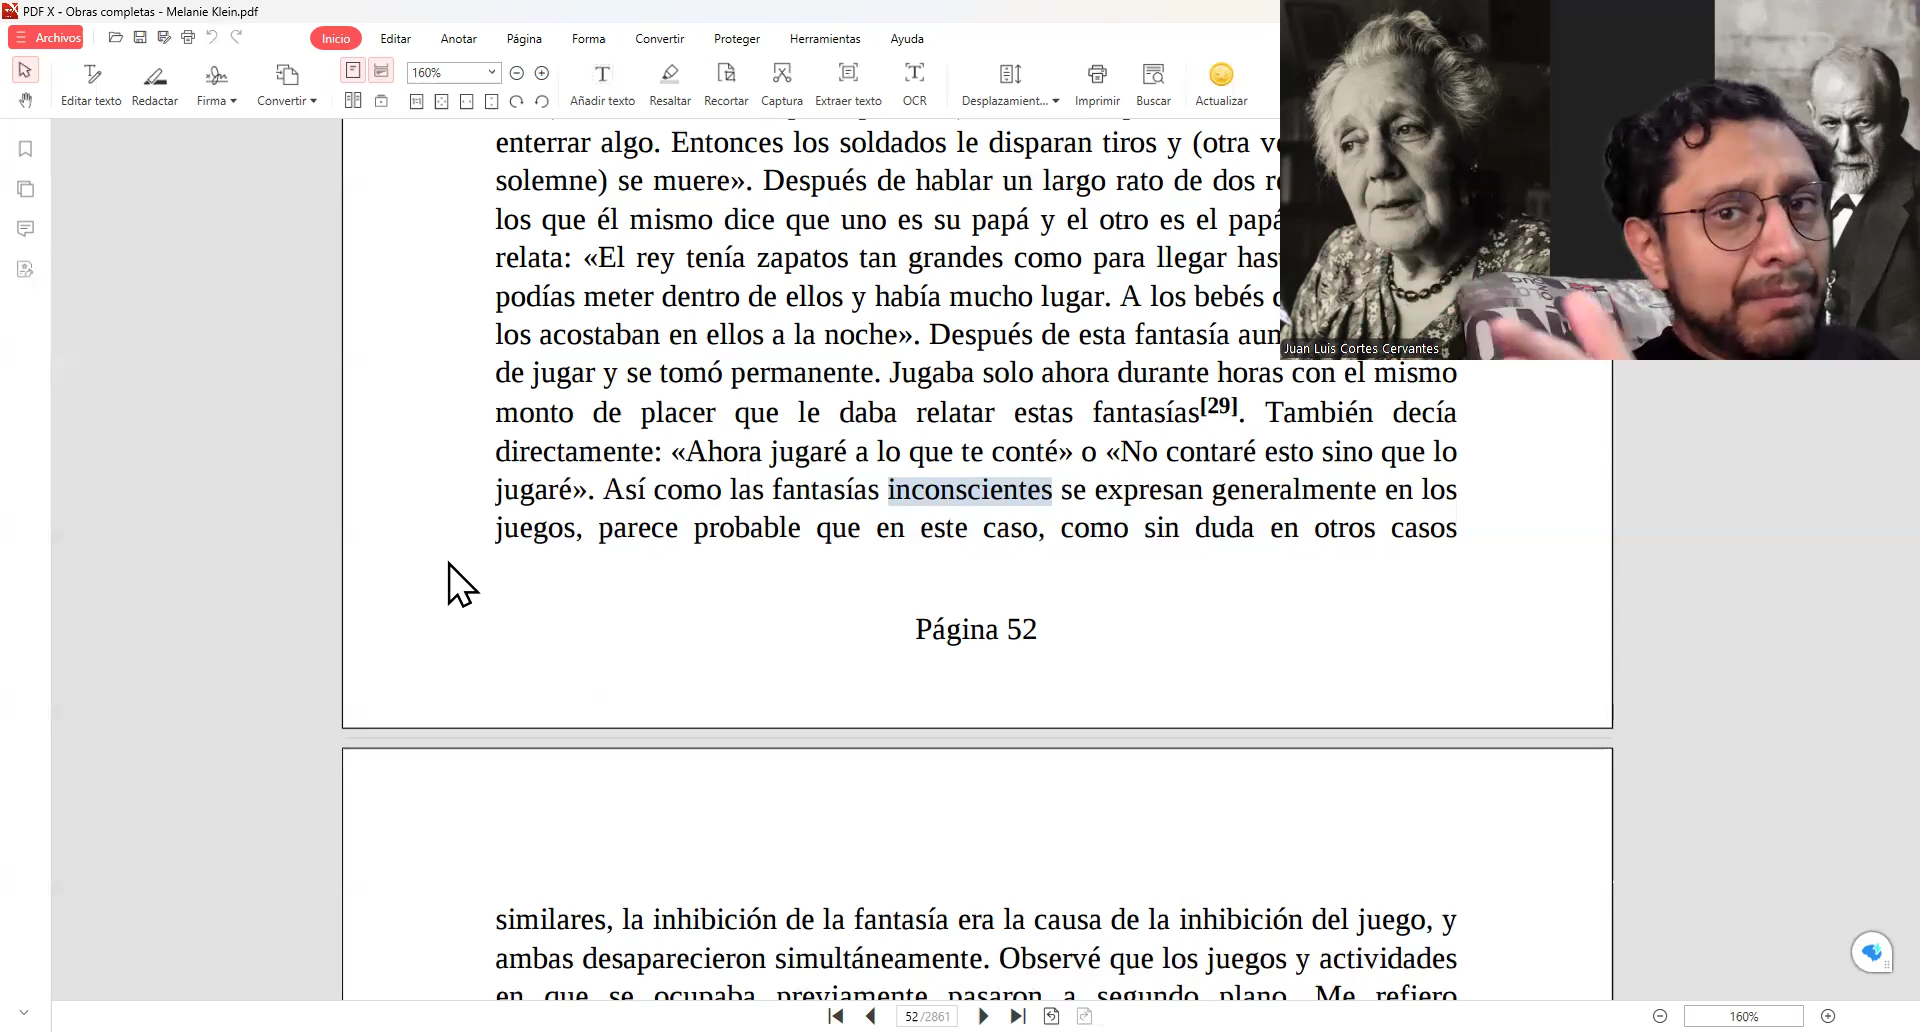 PDF X - Obras completas - Melanie Klein.pdf
Archivos
Inicio
Editar
Anotar
Página
Forma
Convertir
Proteger
Herramientas
Ayuda
160%
Editar texto
Redactar
Firma
Convertir
Añadir texto
Resaltar
Recortar
Captura
Extraer texto
OCR
Desplazamient...
Imprimir
Buscar
Actualizar
enterrar algo. Entonces los soldados le disparan tiros y (otra
solemne) se muere». Después de hablar un largo rato de dos
los que él mismo dice que uno es su papá y el otro es el papá
relata: «El rey tenía zapatos tan grandes como para llegar
podías meter dentro de ellos y había mucho lugar. A los bebés
los acostaban en ellos a la noche». Después de esta fantasía
de jugar y se tomó permanente. Jugaba solo ahora durante horas con el mismo
monto de placer que le daba relatar estas fantasías[29]. También decía
directamente: «Ahora jugaré a lo que te conté» o «No contaré esto sino que lo
jugaré». Así como las fantasías inconscientes se expresan generalmente en los
juegos, parece probable que en este caso, como sin duda en otros casos
Página 52
similares, la inhibición de la fantasía era la causa de la inhibición del juego, y
ambas desaparecieron simultáneamente. Observé que los juegos y actividades
en que se ocupaba previamente pasaron a segundo plano. Me refiero
Juan Luis Cortes Cervantes
52 /2861
160%